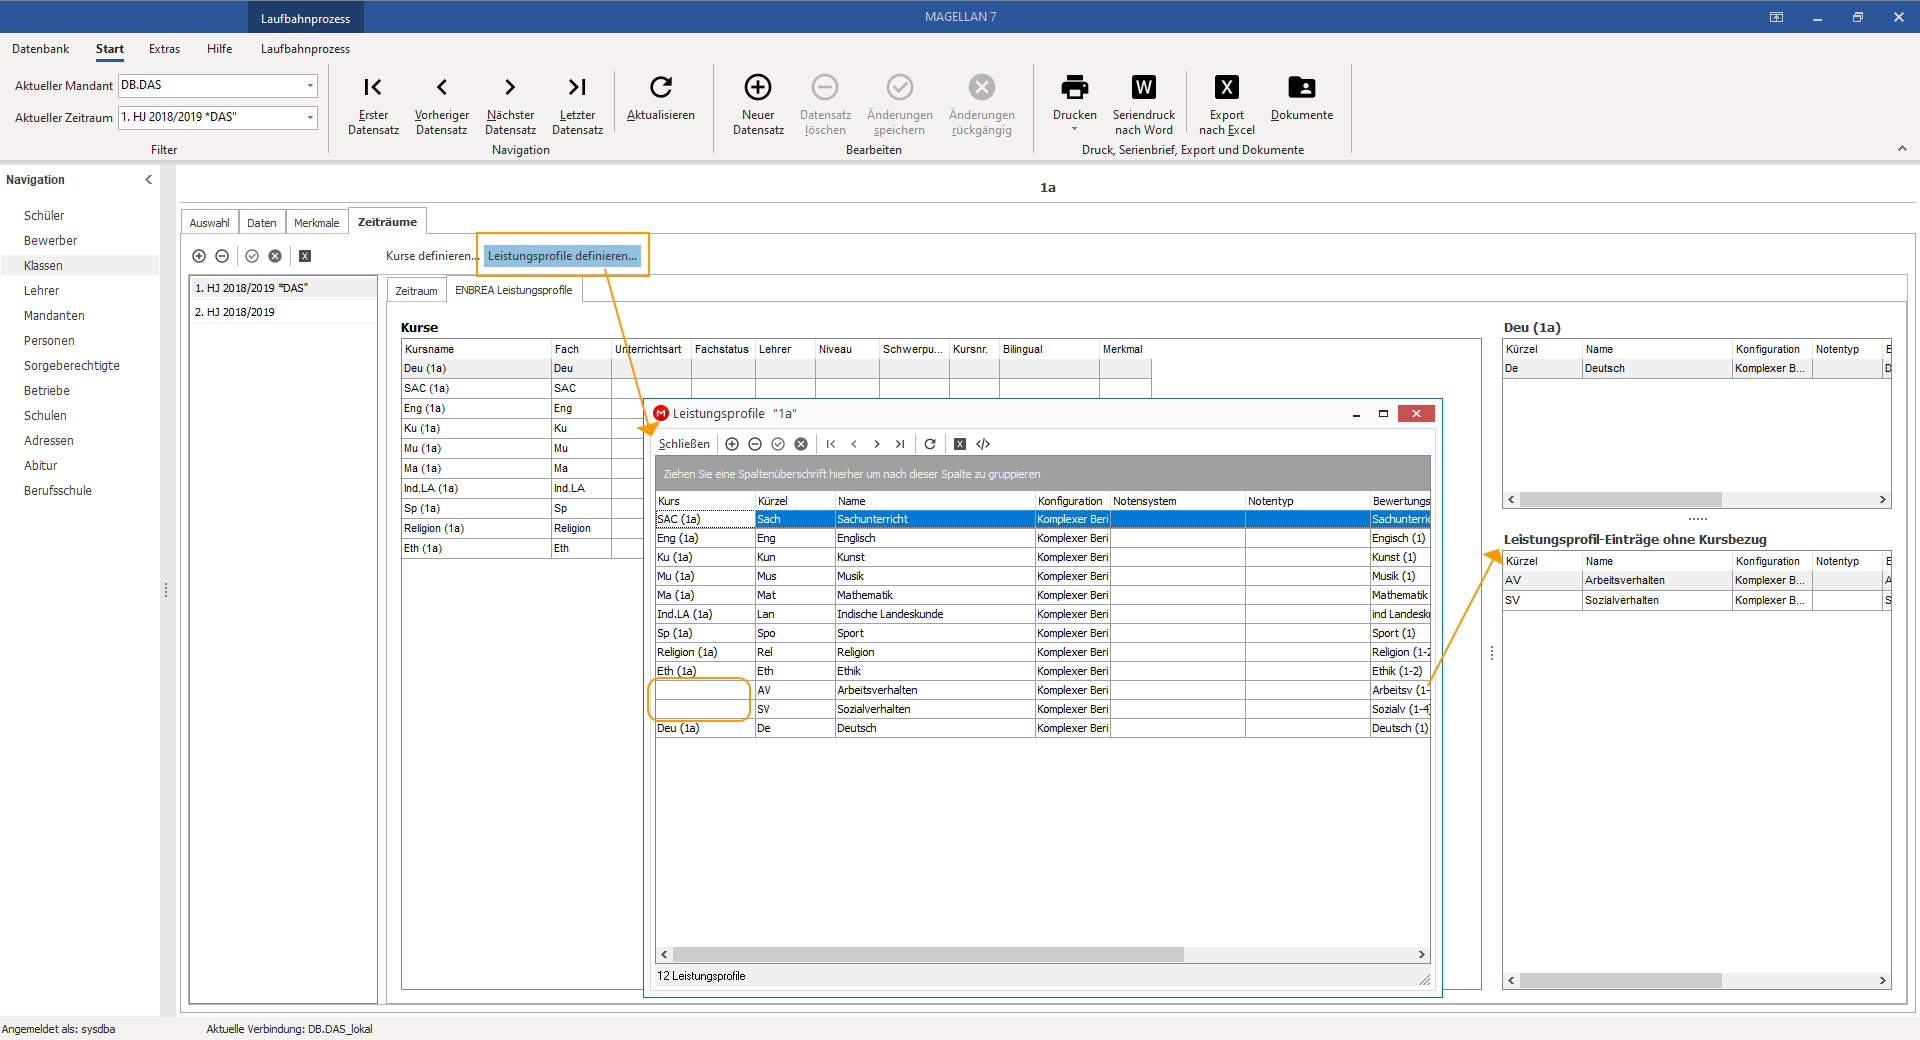 Laufbahnprozess
MAGELLAN 7
Datenbank Start Extras Hilfe Laufbahnprozess
Aktueller Mandant DB.DAS
Aktueller Zeitraum 1. HJ 2018/2019 *DAS"
Filter
Erster Datensatz
Vorheriger Datensatz
Nächster Datensatz
Letzter Datensatz
Aktualisieren
Navigation
Neuer Datensatz
Datensatz löschen
Änderungen speichern
Änderungen rückgängig
Bearbeiten
Drucken
W
Seriendruck nach Word
X
Export nach Excel
Dokumente
Druck, Serienbrief, Export und Dokumente
Navigation
Schüler
Bewerber
Klassen
Lehrer
Mandanten
Personen
Sorgeberechtigte
Betriebe
Schulen
Adressen
Abitur
Berufsschule
1a
Auswahl Daten Merkmale Zeiträume
X
Kurse definieren... Leistungsprofile definieren...
1. HJ 2018/2019 *DAS"
2. HJ 2018/2019
Zeitraum ENBREA Leistungsprofile
Kurse
Kursname Fach Unterrichtsart Fachstatus Lehrer Niveau Schwerpu... Kursnr. Bilingual Merkmal
Deu (1a) Deu
SAC (1a) SAC
Eng (1a) Eng
Ku (1a) Ku
Mu (1a) Mu
Ma (1a) Ma
Ind.LA (1a) Ind.LA
Sp (1a) Sp
Religion (1a) Religion
Eth (1a) Eth
M Leistungsprofile "1a"
Schließen X
Ziehen Sie eine Spaltenüberschrift hierher um nach dieser Spalte zu gruppieren
Kurs Kürzel Name Konfiguration Notensystem Notentyp Bewertungs
SAC (1a) Sach Sachunterricht Komplexer Beri Sachunterric
Eng (1a) Eng Englisch Komplexer Beri Engisch (1)
Ku (1a) Kun Kunst Komplexer Beri Kunst (1)
Mu (1a) Mus Musik Komplexer Beri Musik (1)
Ma (1a) Mat Mathematik Komplexer Beri Mathematik
Ind.LA (1a) Lan Indische Landeskunde Komplexer Beri ind Landesku
Sp (1a) Spo Sport Komplexer Beri Sport (1)
Religion (1a) Rel Religion Komplexer Beri Religion (1-2
Eth (1a) Eth Ethik Komplexer Beri Ethik (1-2)
AV Arbeitsverhalten Komplexer Beri Arbeitsv (1-
SV Sozialverhalten Komplexer Beri Sozialv (1-4)
Deu (1a) De Deutsch Komplexer Beri Deutsch (1)
12 Leistungsprofile
Deu (1a)
Kürzel Name Konfiguration Notentyp E
De Deutsch Komplexer B... D
Leistungsprofil-Einträge ohne Kursbezug
Kürzel Name Konfiguration Notentyp E
AV Arbeitsverhalten Komplexer B... A
SV Sozialverhalten Komplexer B... S
Angemeldet als: sysdba Aktuelle Verbindung: DB.DAS_lokal